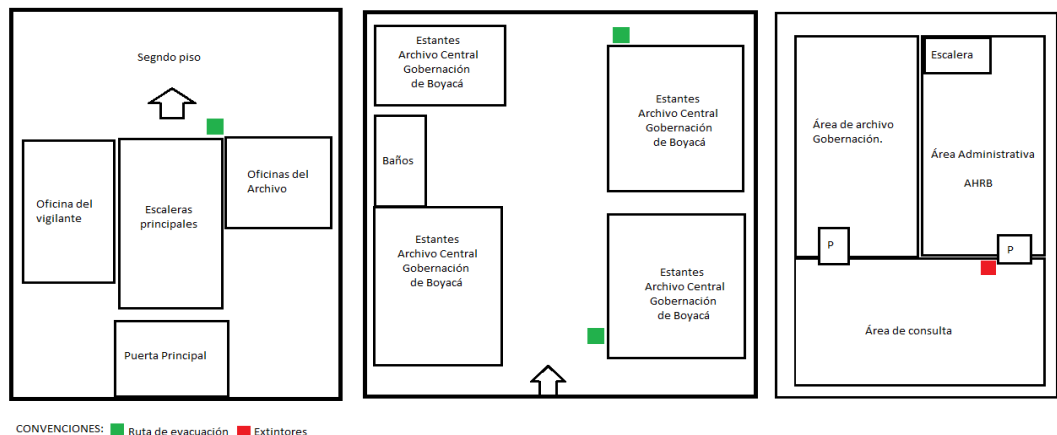 Segndo piso
Oficina del
vigilante
Escaleras
principales
Oficinas del
Archivo
Puerta Principal
Estantes
Archivo Central
Gobernación
de Boyacá
Baños
Estantes
Archivo Central
Gobernación
de Boyacá
Estantes
Archivo Central
Gobernación
de Boyacá
Estantes
Archivo Central
Gobernación
de Boyacá
Escalera
Área de archivo
Gobernación.
Área Administrativa
AHRB
P
P
Área de consulta
CONVENCIONES: Ruta de evacuación Extintores